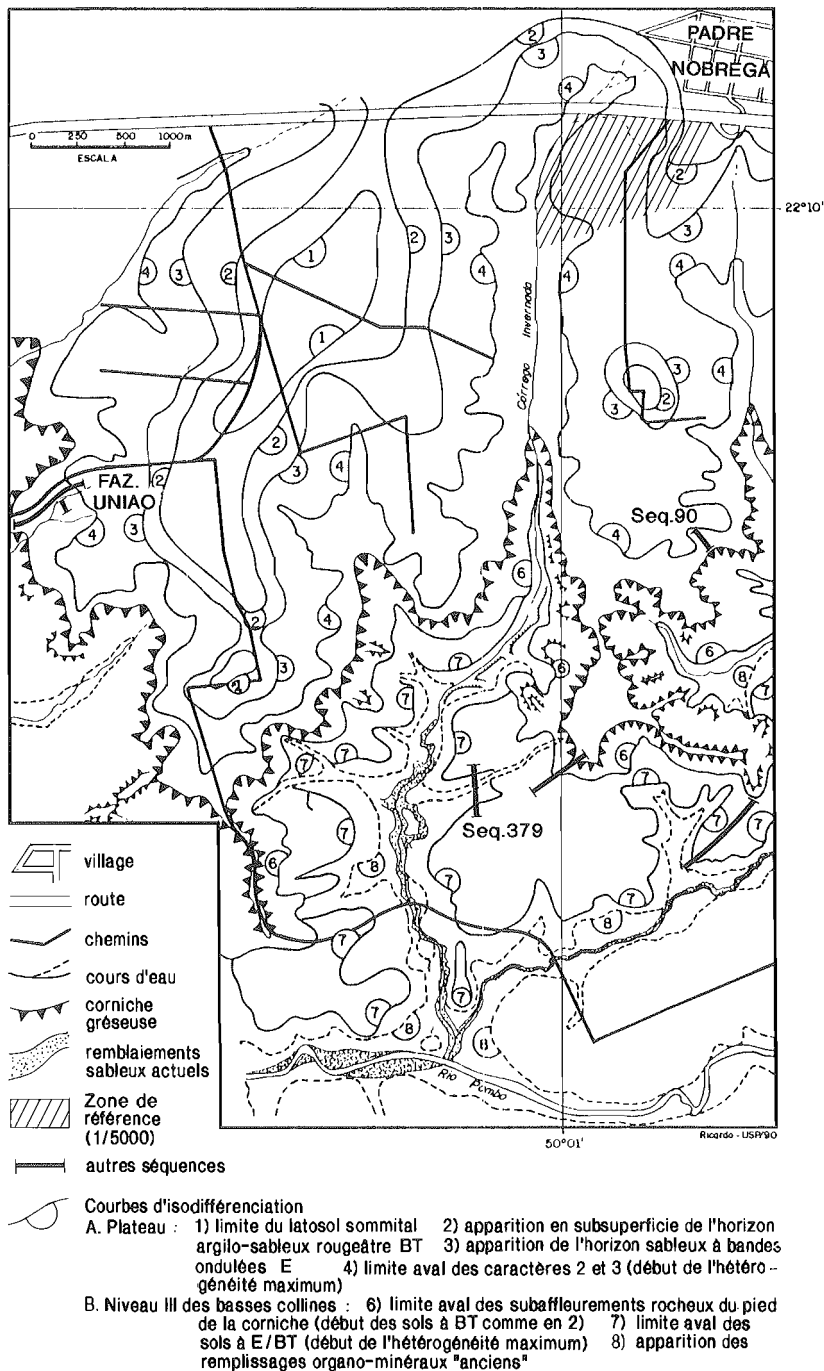 PADRE
NOBREGA
0 250 500 1000m
ESCALA
22°10'
Córrego Invernada
FAZ.
UNIAO
Seq.90
Seq.379
Rio Pombo
50°01'
Ricardo - USP/90
village
route
chemins
cours d'eau
corniche
gréseuse
remblaiements
sableux actuels
Zone de
référence
(1/5000)
autres séquences
Courbes d'isodifférenciation
A. Plateau : 1) limite du latosol sommital 2) apparition en subsuperficie de l'horizon
argilo-sableux rougeâtre BT 3) apparition de l'horizon sableux à bandes
ondulées E 4) limite aval des caractères 2 et 3 (début de l'hétéro-
généité maximum)
B. Niveau III des basses collines : 6) limite aval des subaffleurements rocheux du pied
de la corniche (début des sols à BT comme en 2) 7) limite aval des
sols à E/BT (début de l'hétérogénéité maximum) 8) apparition des
remplissages organo-minéraux "anciens"